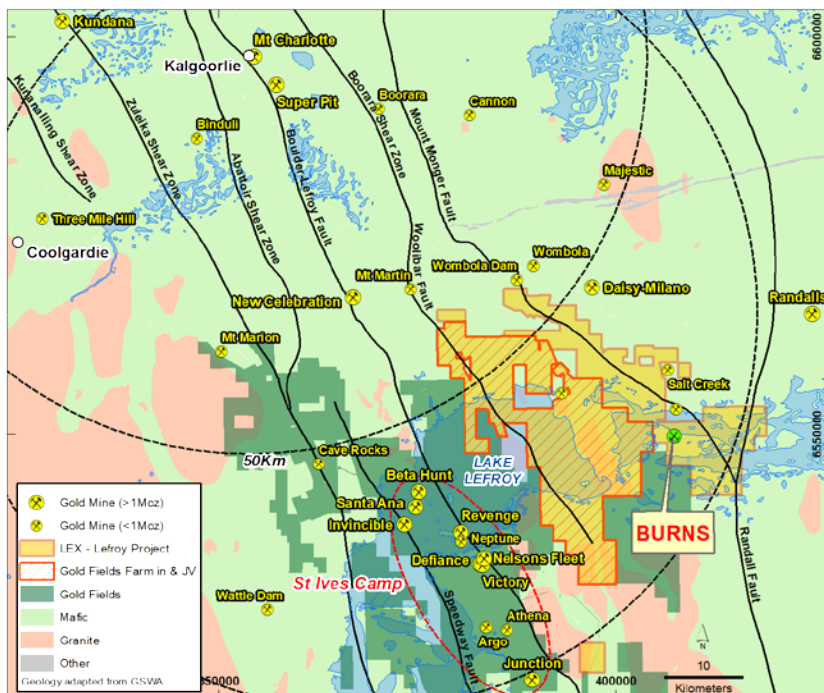 Kundana
Mt Charlotte
Kalgoorlie
Super Pit
Boorara
Cannon
6600000
Kunanalling Shear Zone
Zuleika Shear Zone
Binduli
Abattoir Shear Zone
Boulder-Lefroy Fault
Boorara Shear Zone
Mount Monger Fault
Majestic
Three Mile Hill
Coolgardie
Woolibar Fault
Mt Martin
Wombola Dam
Wombola
Daisy-Milano
New Celebration
Randalls
Mt Marion
Salt Creek
6550000
50Km
Cave Rocks
LAKE
LEFROY
Beta Hunt
Santa Ana
Invincible
Revenge
Neptune
BURNS
Defiance
Nelsons Fleet
Victory
St Ives Camp
Randall Fault
Wattle Dam
Speedway Fault
Athena
Argo
Junction
Gold Mine (>1Moz)
Gold Mine (<1Moz)
LEX - Lefroy Project
Gold Fields Farm in & JV
Gold Fields
Mafic
Granite
Other
Geology adapted from GSWA
400000
N
10
Kilometers